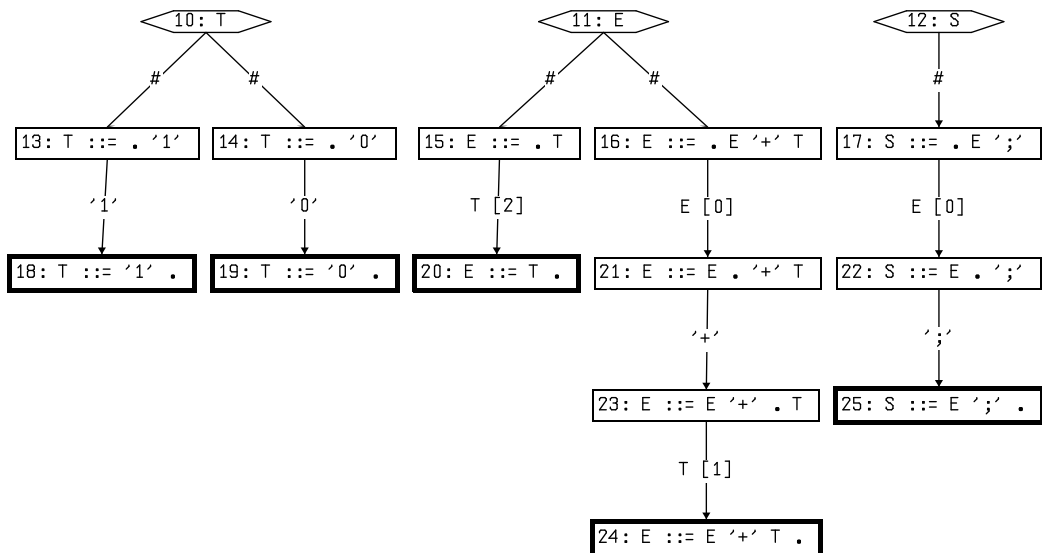 10: T
11: E
12: S
#
#
#
#
#
13: T ::= . '1'
14: T ::= . '0'
15: E ::= . T
16: E ::= . E '+' T
17: S ::= . E ';'
'1'
'0'
T [2]
E [0]
E [0]
18: T ::= '1' .
19: T ::= '0' .
20: E ::= T .
21: E ::= E . '+' T
22: S ::= E . ';'
'+'
';'
23: E ::= E '+' . T
25: S ::= E ';' .
T [1]
24: E ::= E '+' T .